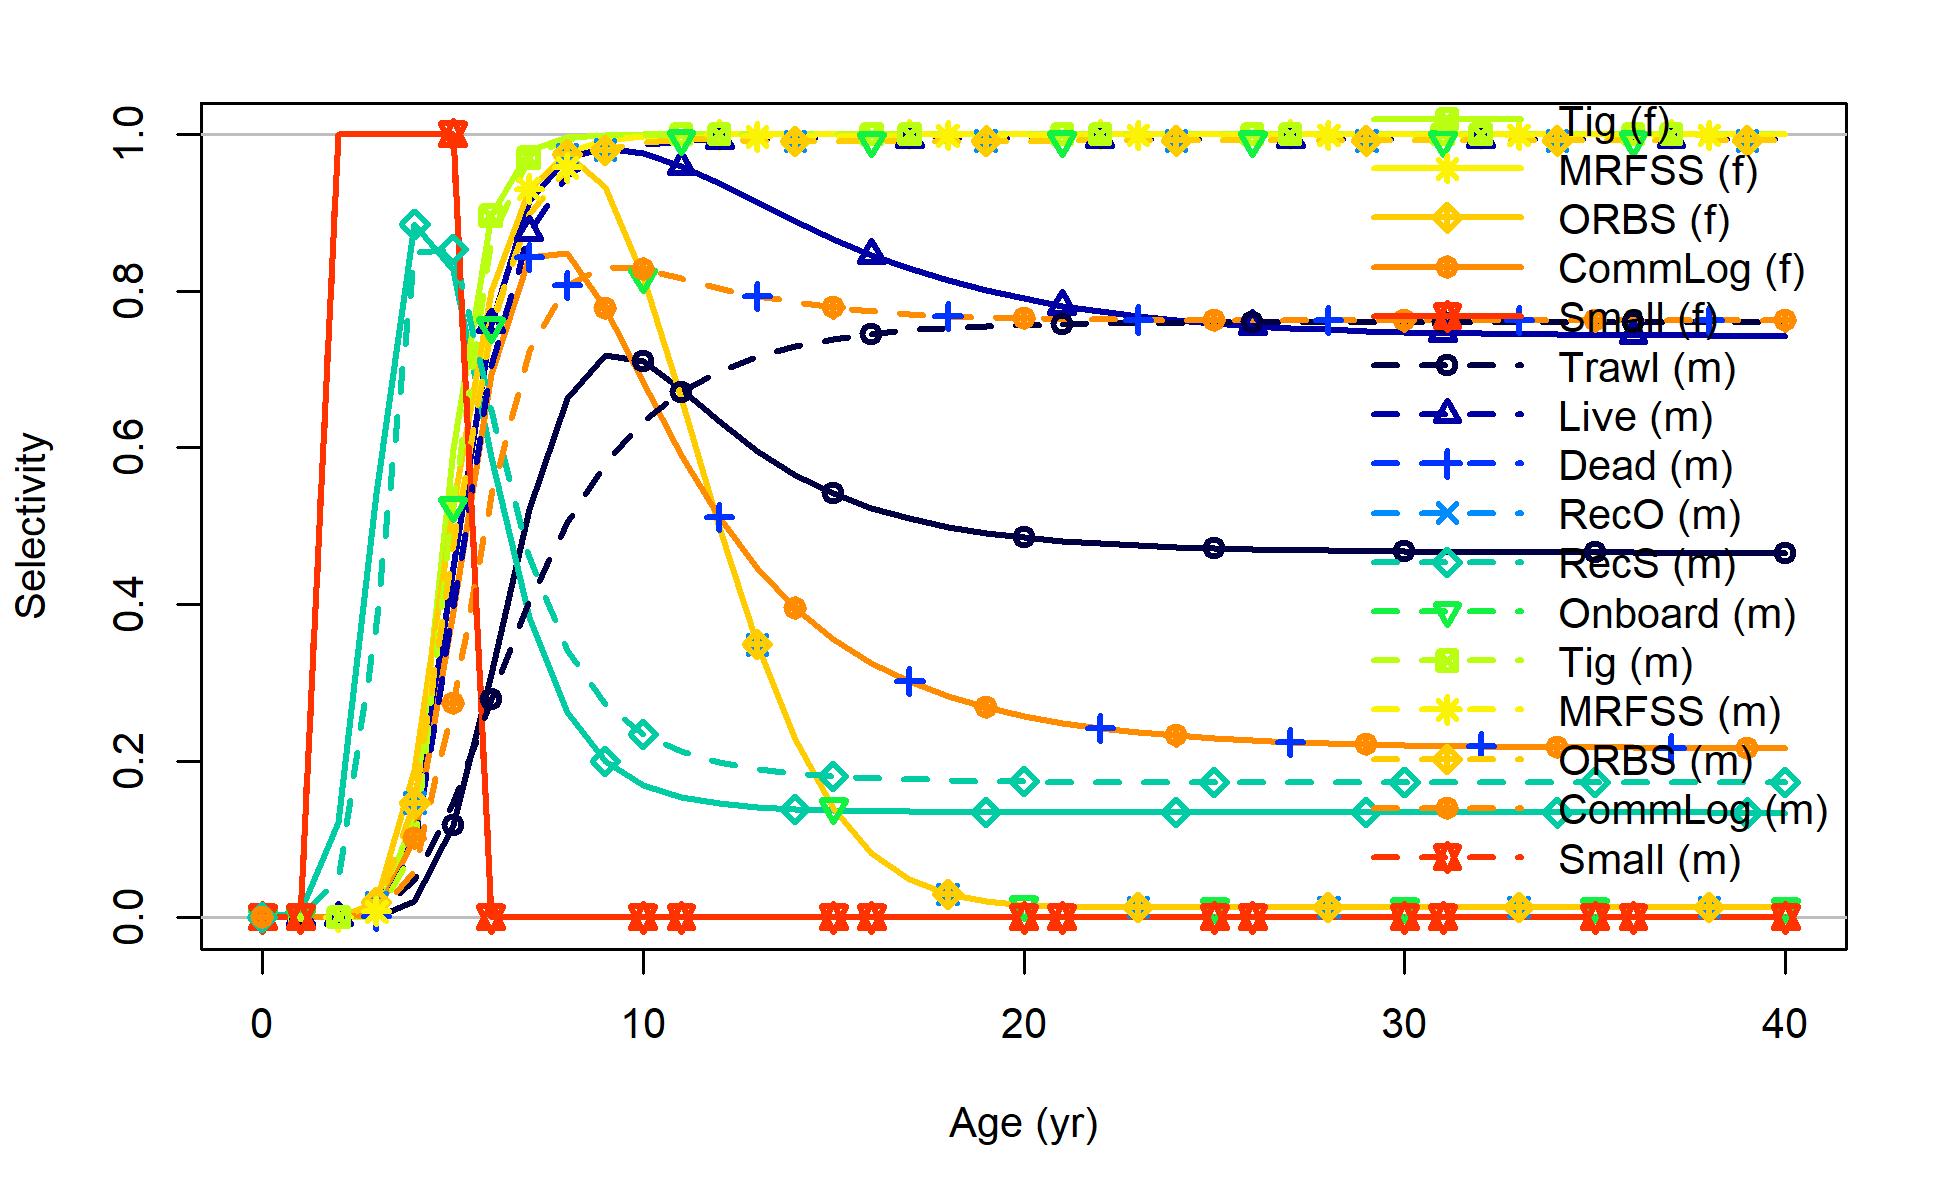 Selectivity
1.0
0.8
0.6
0.4
0.2
0.0
0 10 20 30 40
Age (yr)
Tig (f)
MRFSS (f)
ORBS (f)
CommLog (f)
Small (f)
Trawl (m)
Live (m)
Dead (m)
RecO (m)
RecS (m)
Onboard (m)
Tig (m)
MRFSS (m)
ORBS (m)
CommLog (m)
Small (m)